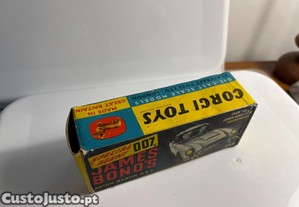 DIE-CAST SCALE MODELS
CORGI TOYS
MADE IN
GREAT BRITAIN
SPECIAL
AGENT
007
JAMES
BOND'S
ASTON MARTIN D.B.5
CustoJusto.pt